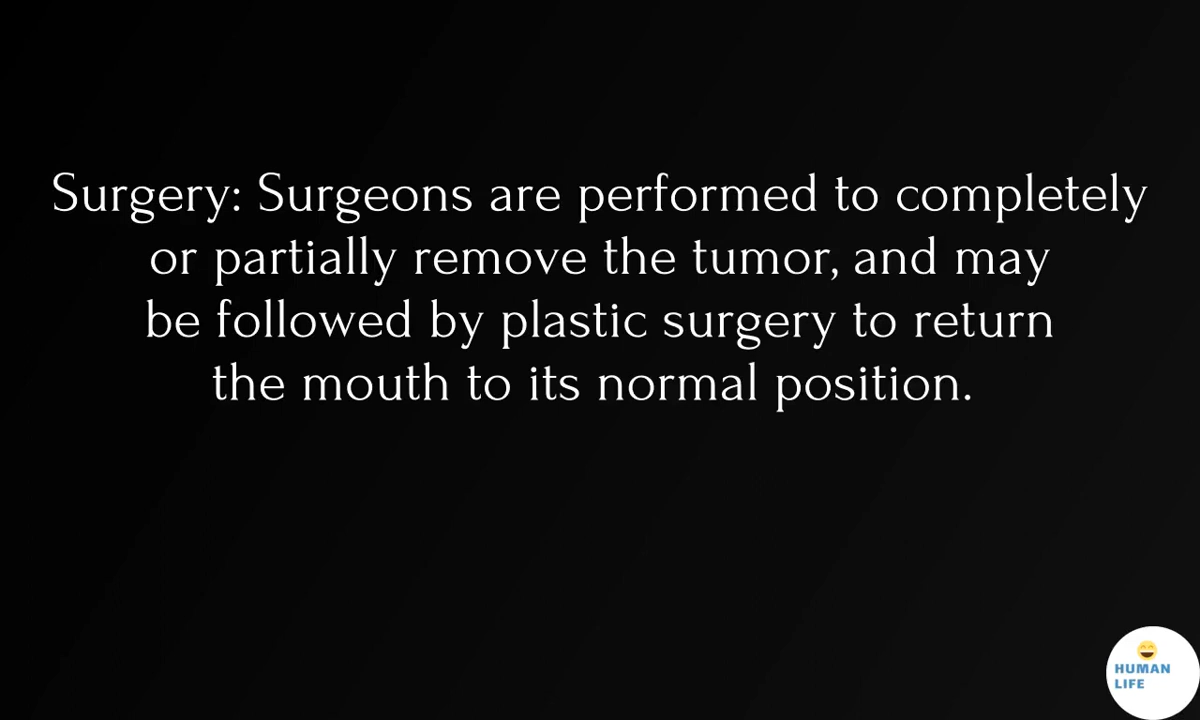 Surgery: Surgeons are performed to completely
or partially remove the tumor, and may
be followed by plastic surgery to return
the mouth to its normal position.
HUMAN
LIFE